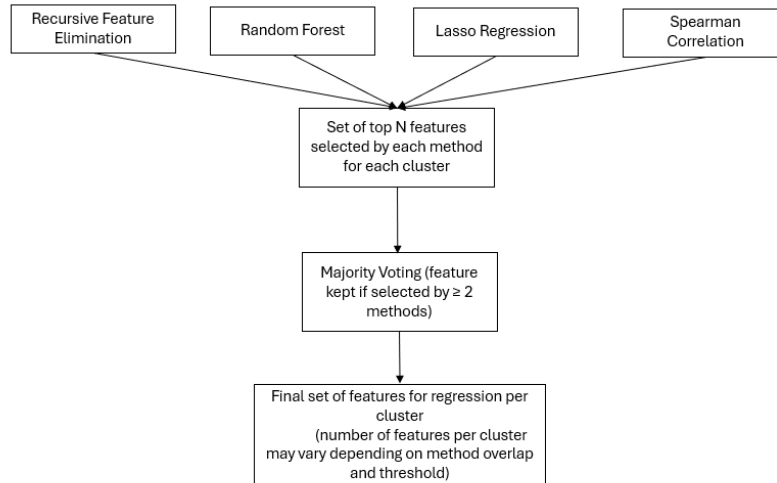 Recursive Feature
Elimination
Random Forest
Lasso Regression
Spearman
Correlation
Set of top N features
selected by each method
for each cluster
Majority Voting (feature
kept if selected by ≥ 2
methods)
Final set of features for regression per
cluster
(number of features per cluster
may vary depending on method overlap
and threshold)